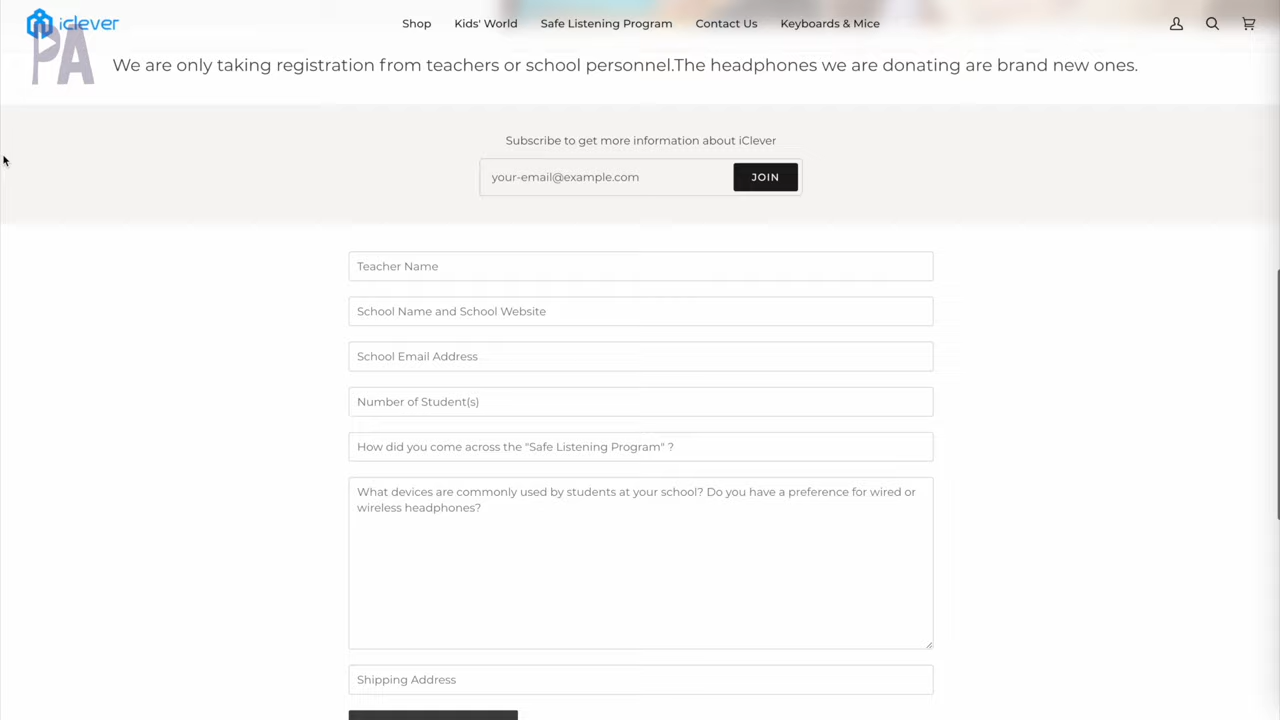 iclever
Shop
Kids' World
Safe Listening Program
Contact Us
Keyboards & Mice
PA
We are only taking registration from teachers or school personnel.The headphones we are donating are brand new ones.
Subscribe to get more information about iClever
your-email@example.com
JOIN
Teacher Name
School Name and School Website
School Email Address
Number of Student(s)
How did you come across the "Safe Listening Program" ?
What devices are commonly used by students at your school? Do you have a preference for wired or
wireless headphones?
Shipping Address